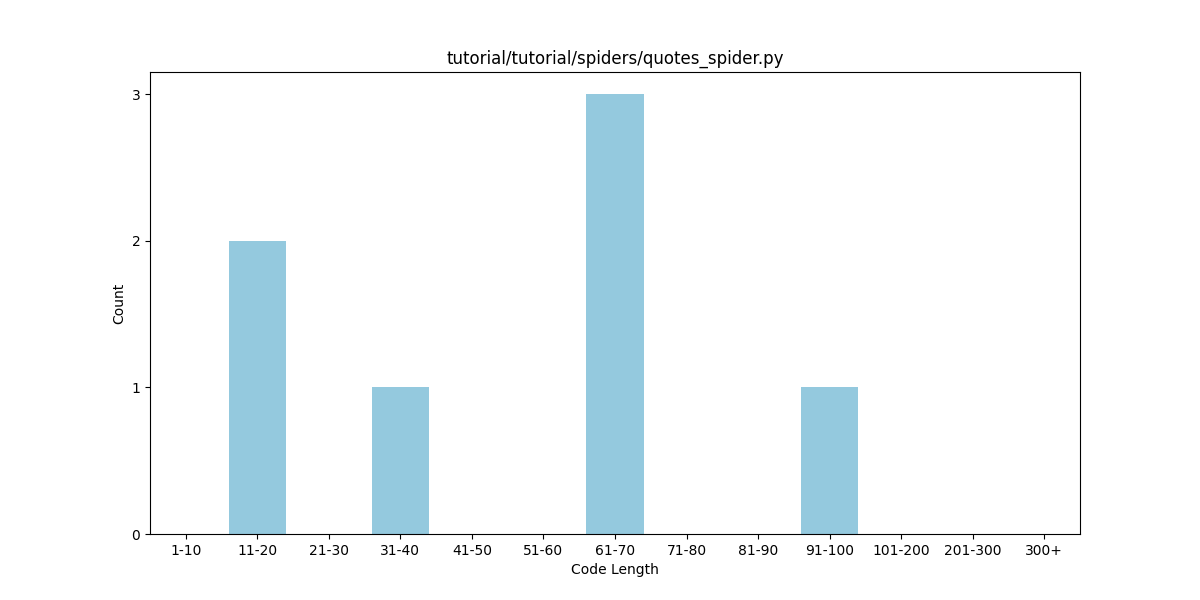 tutorial/tutorial/spiders/quotes_spider.py
3
2
1
0
Count
1-10 11-20 21-30 31-40 41-50 51-60 61-70 71-80 81-90 91-100 101-200 201-300 300+
Code Length